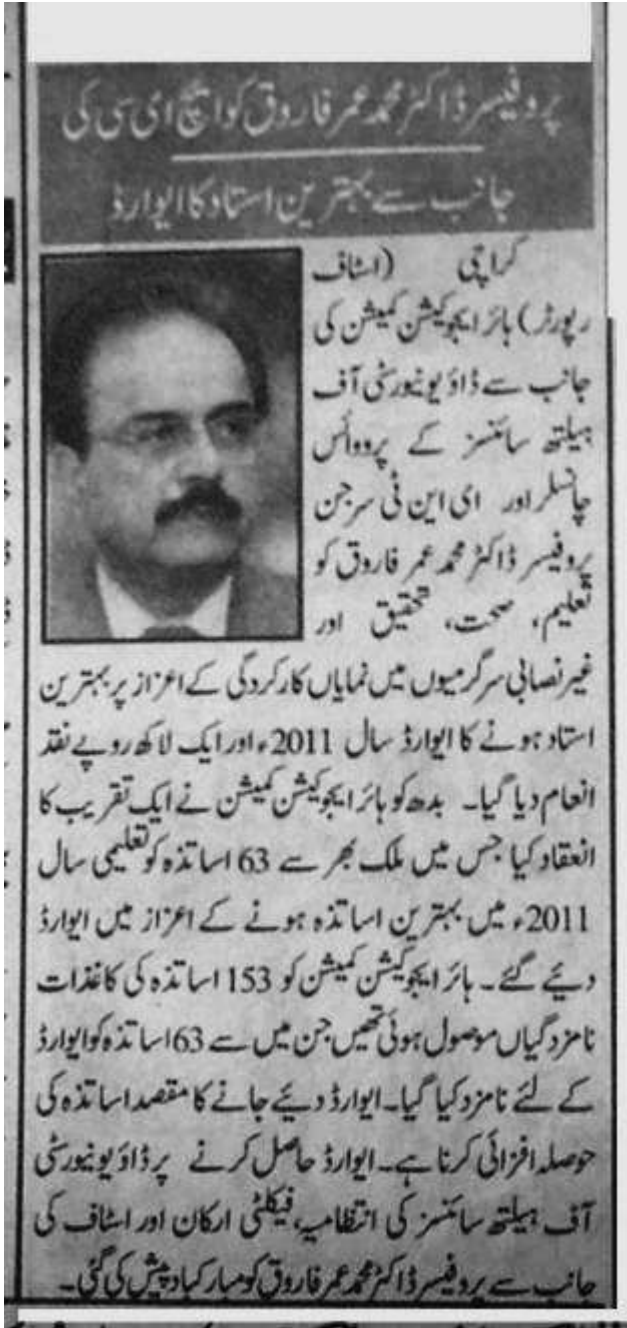 پروفیسر ڈاکٹر محمد عمر فاروق کو ایچ ای سی کی
جانب سے بہترین استاد کا ایوارڈ
کراچی (اسٹاف
رپورٹر) ہائر ایجوکیشن کمیشن کی
جانب سے ڈاؤ یونیورسٹی آف
ہیلتھ سائنسز کے پرووائس
چانسلر اور ای این ٹی سرجن
پروفیسر ڈاکٹر محمد عمر فاروق کو
تعلیم، صحت، تحقیق اور
غیر نصابی سرگرمیوں میں نمایاں کارکردگی کے اعزاز پر بہترین
استاد ہونے کا ایوارڈ سال 2011ء اور ایک لاکھ روپے نقد
انعام دیا گیا۔ بدھ کو ہائر ایجوکیشن کمیشن نے ایک تقریب کا
انعقاد کیا جس میں ملک بھر سے 63 اساتذہ کو تعلیمی سال
2011ء میں بہترین اساتذہ ہونے کے اعزاز میں ایوارڈ
دیئے گئے۔ ہائر ایجوکیشن کمیشن کو 153 اساتذہ کی کاغذات
نامزدگیاں موصول ہوئی تھیں جن میں سے 63 اساتذہ کو ایوارڈ
کے لئے نامزد کیا گیا۔ ایوارڈ دیئے جانے کا مقصد اساتذہ کی
حوصلہ افزائی کرنا ہے۔ ایوارڈ حاصل کرنے پر ڈاؤ یونیورسٹی
آف ہیلتھ سائنسز کی انتظامیہ، فیکلٹی ارکان اور اسٹاف کی
جانب سے پروفیسر ڈاکٹر محمد عمر فاروق کو مبارکباد پیش کی گئی۔